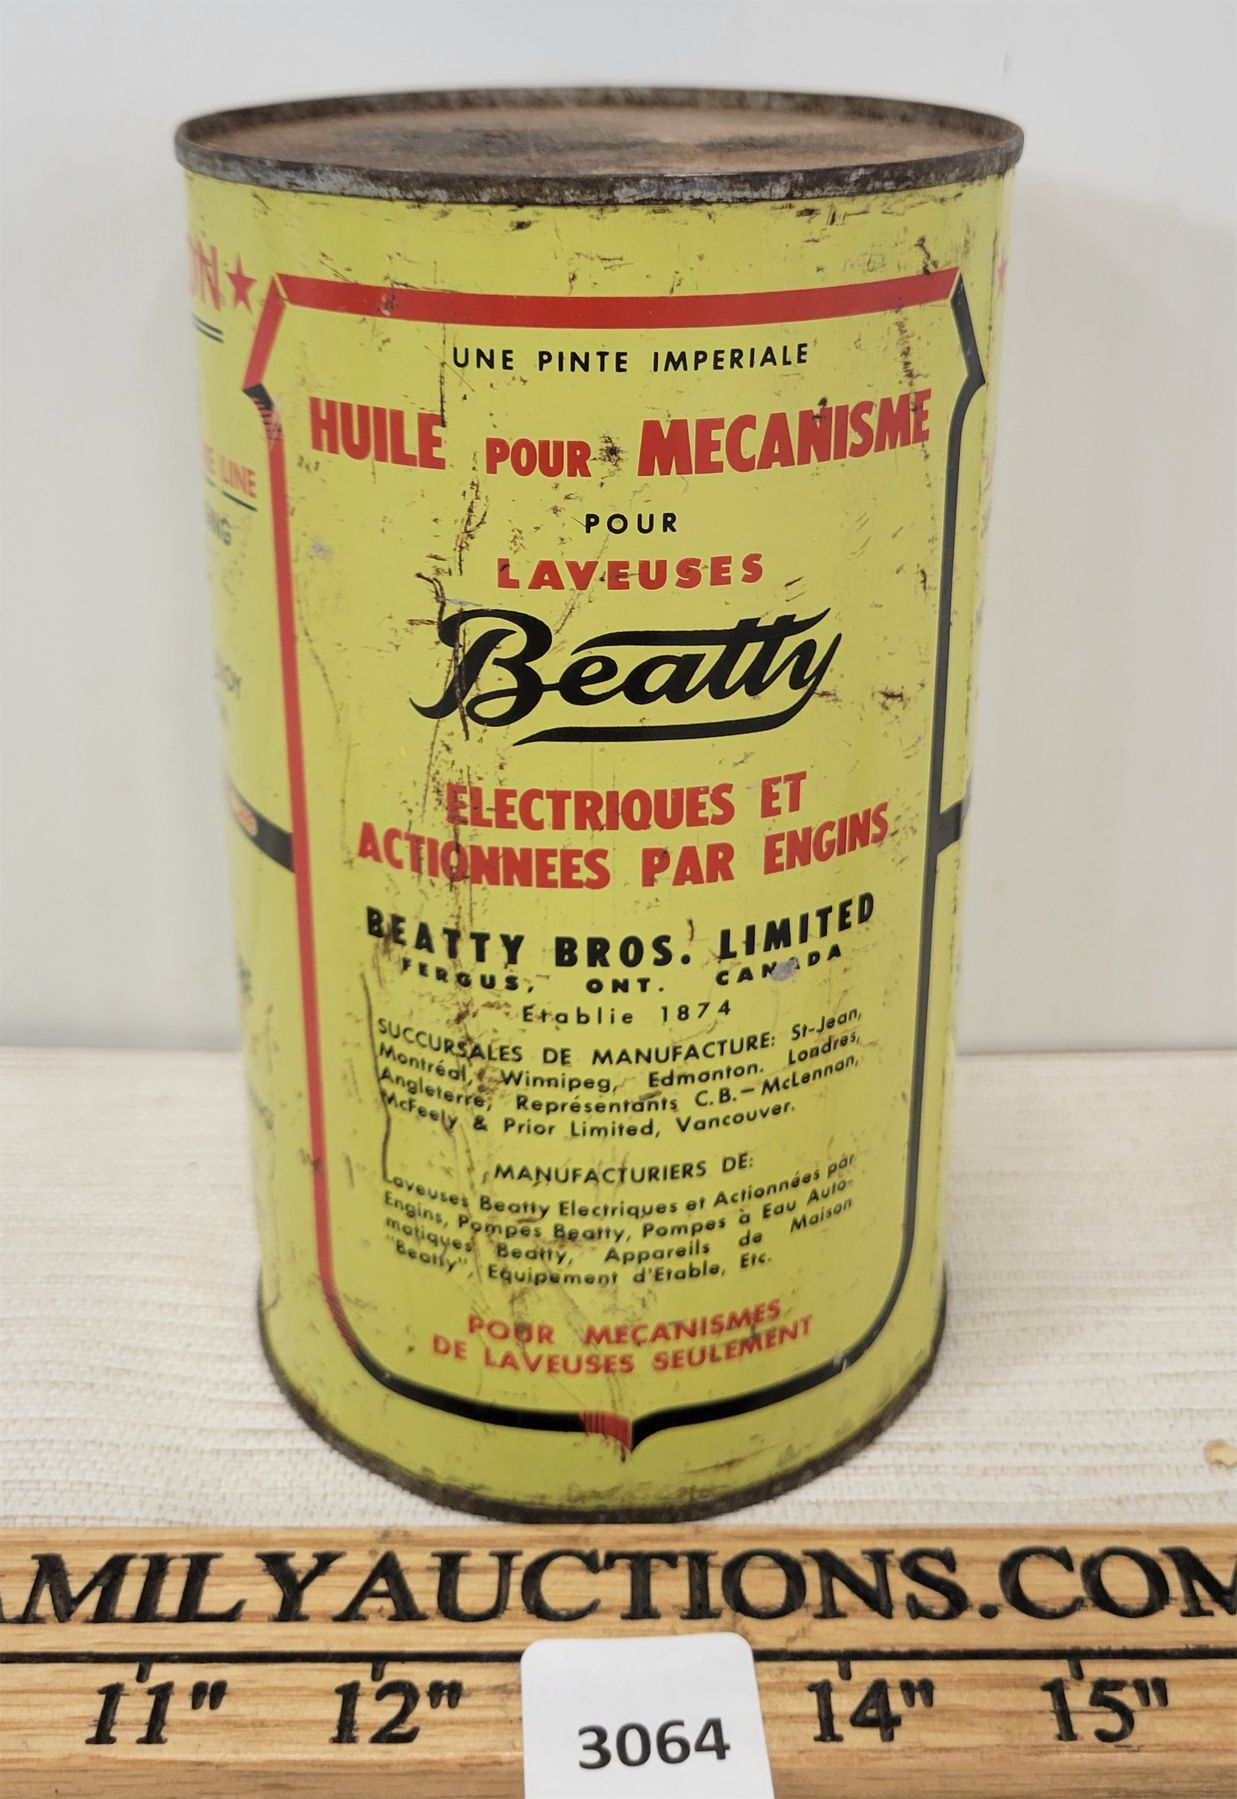 UNE PINTE IMPERIALE
HUILE POUR MECANISME
POUR
LAVEUSES
Beatty
ELECTRIQUES ET
ACTIONNEES PAR ENGINS
BEATTY BROS. LIMITED
FERGUS, ONT. CANADA
Etablie 1874
SUCCURSALES DE MANUFACTURE: St-Jean,
Montréal, Winnipeg, Edmonton. Londres,
Angleterre, Représentants C.B.—McLennan,
McFeely & Prior Limited, Vancouver.
MANUFACTURIERS DE:
Laveuses Beatty Electriques et Actionnées par
Engins, Pompes Beatty, Pompes à Eau Auto-
matiques Beatty, Appareils de Maison
"Beatty", Equipement d'Etable, Etc.
POUR MECANISMES
DE LAVEUSES SEULEMENT
LINE
AMILYAUCTIONS.COM
11" 12" 14" 15"
3064